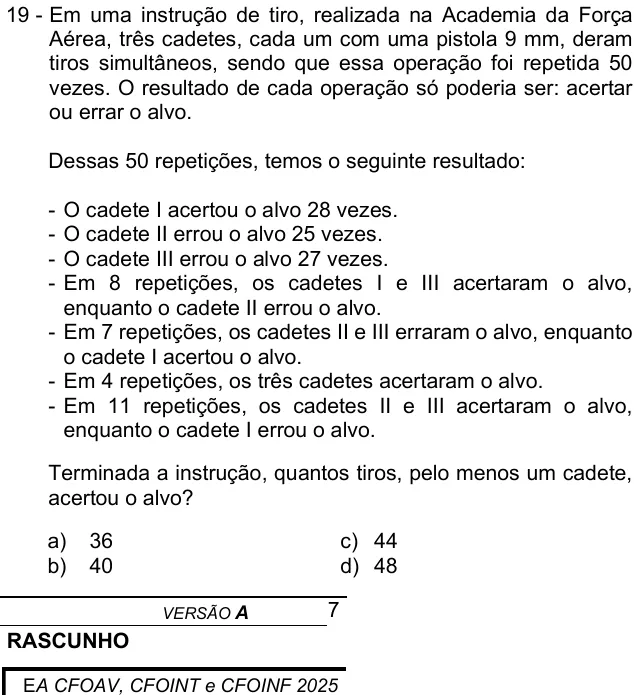 19 - Em uma instrução de tiro, realizada na Academia da Força
Aérea, três cadetes, cada um com uma pistola 9 mm, deram
tiros simultâneos, sendo que essa operação foi repetida 50
vezes. O resultado de cada operação só poderia ser: acertar
ou errar o alvo.
Dessas 50 repetições, temos o seguinte resultado:
- O cadete I acertou o alvo 28 vezes.
- O cadete II errou o alvo 25 vezes.
- O cadete III errou o alvo 27 vezes.
- Em 8 repetições, os cadetes I e III acertaram o alvo,
enquanto o cadete II errou o alvo.
- Em 7 repetições, os cadetes II e III erraram o alvo, enquanto
o cadete I acertou o alvo.
- Em 4 repetições, os três cadetes acertaram o alvo.
- Em 11 repetições, os cadetes II e III acertaram o alvo,
enquanto o cadete I errou o alvo.
Terminada a instrução, quantos tiros, pelo menos um cadete,
acertou o alvo?
a) 36 c) 44
b) 40 d) 48
VERSÃO A 7
RASCUNHO
EA CFOAV, CFOINT e CFOINF 2025